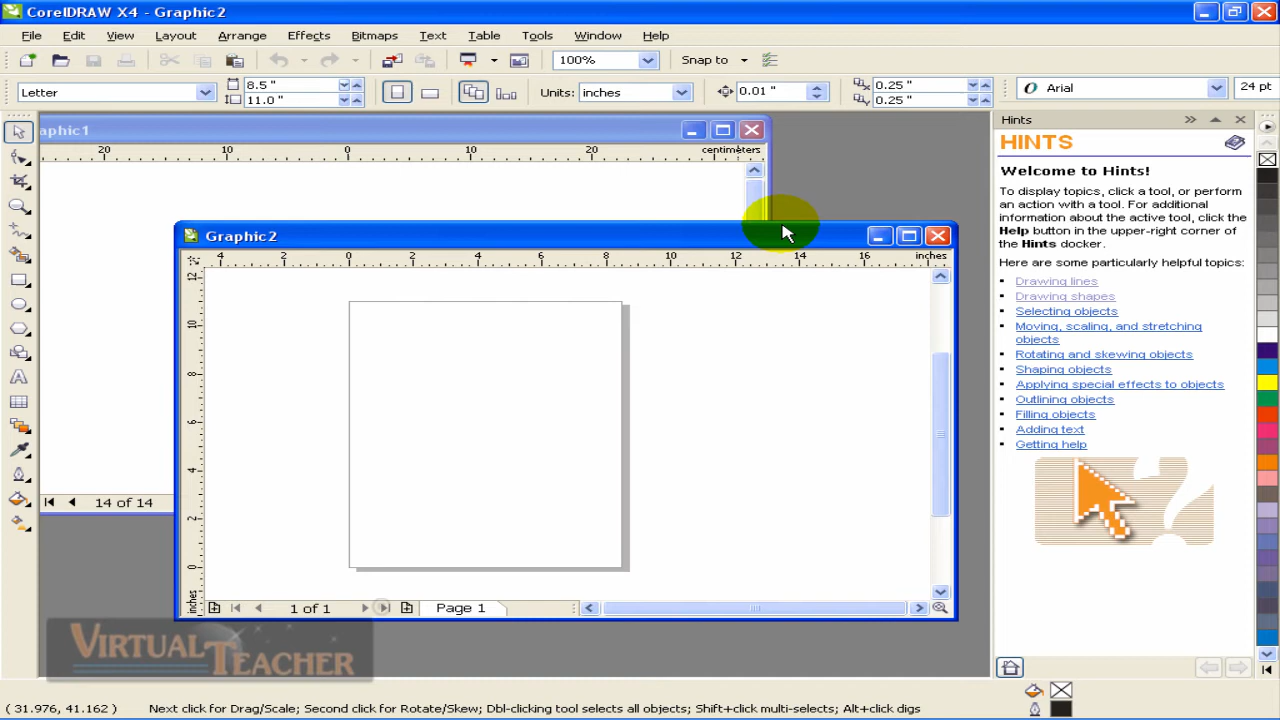 CorelDRAW X4 - Graphic2
File Edit View Layout Arrange Effects Bitmaps Text Table Tools Window Help
100% Snap to
Letter 8.5" 11.0" Units: inches 0.01 " 0.25 " 0.25 " Arial 24 pt
aphic1
20 10 0 10 20 centimeters
Graphic2
4 2 0 2 4 6 8 10 12 14 16 inches
12
10
8
6
4
2
0
inches
14 of 14
1 of 1 Page 1
Hints
HINTS
Welcome to Hints!
To display topics, click a tool, or perform
an action with a tool. For additional
information about the active tool, click the
Help button in the upper-right corner of
the Hints docker.
Here are some particularly helpful topics:
Drawing lines
Drawing shapes
Selecting objects
Moving, scaling, and stretching
objects
Rotating and skewing objects
Shaping objects
Applying special effects to objects
Outlining objects
Filling objects
Adding text
Getting help
VIRTUAL TEACHER
( 31.976, 41.162 ) Next click for Drag/Scale; Second click for Rotate/Skew; Dbl-clicking tool selects all objects; Shift+click multi-selects; Alt+click digs